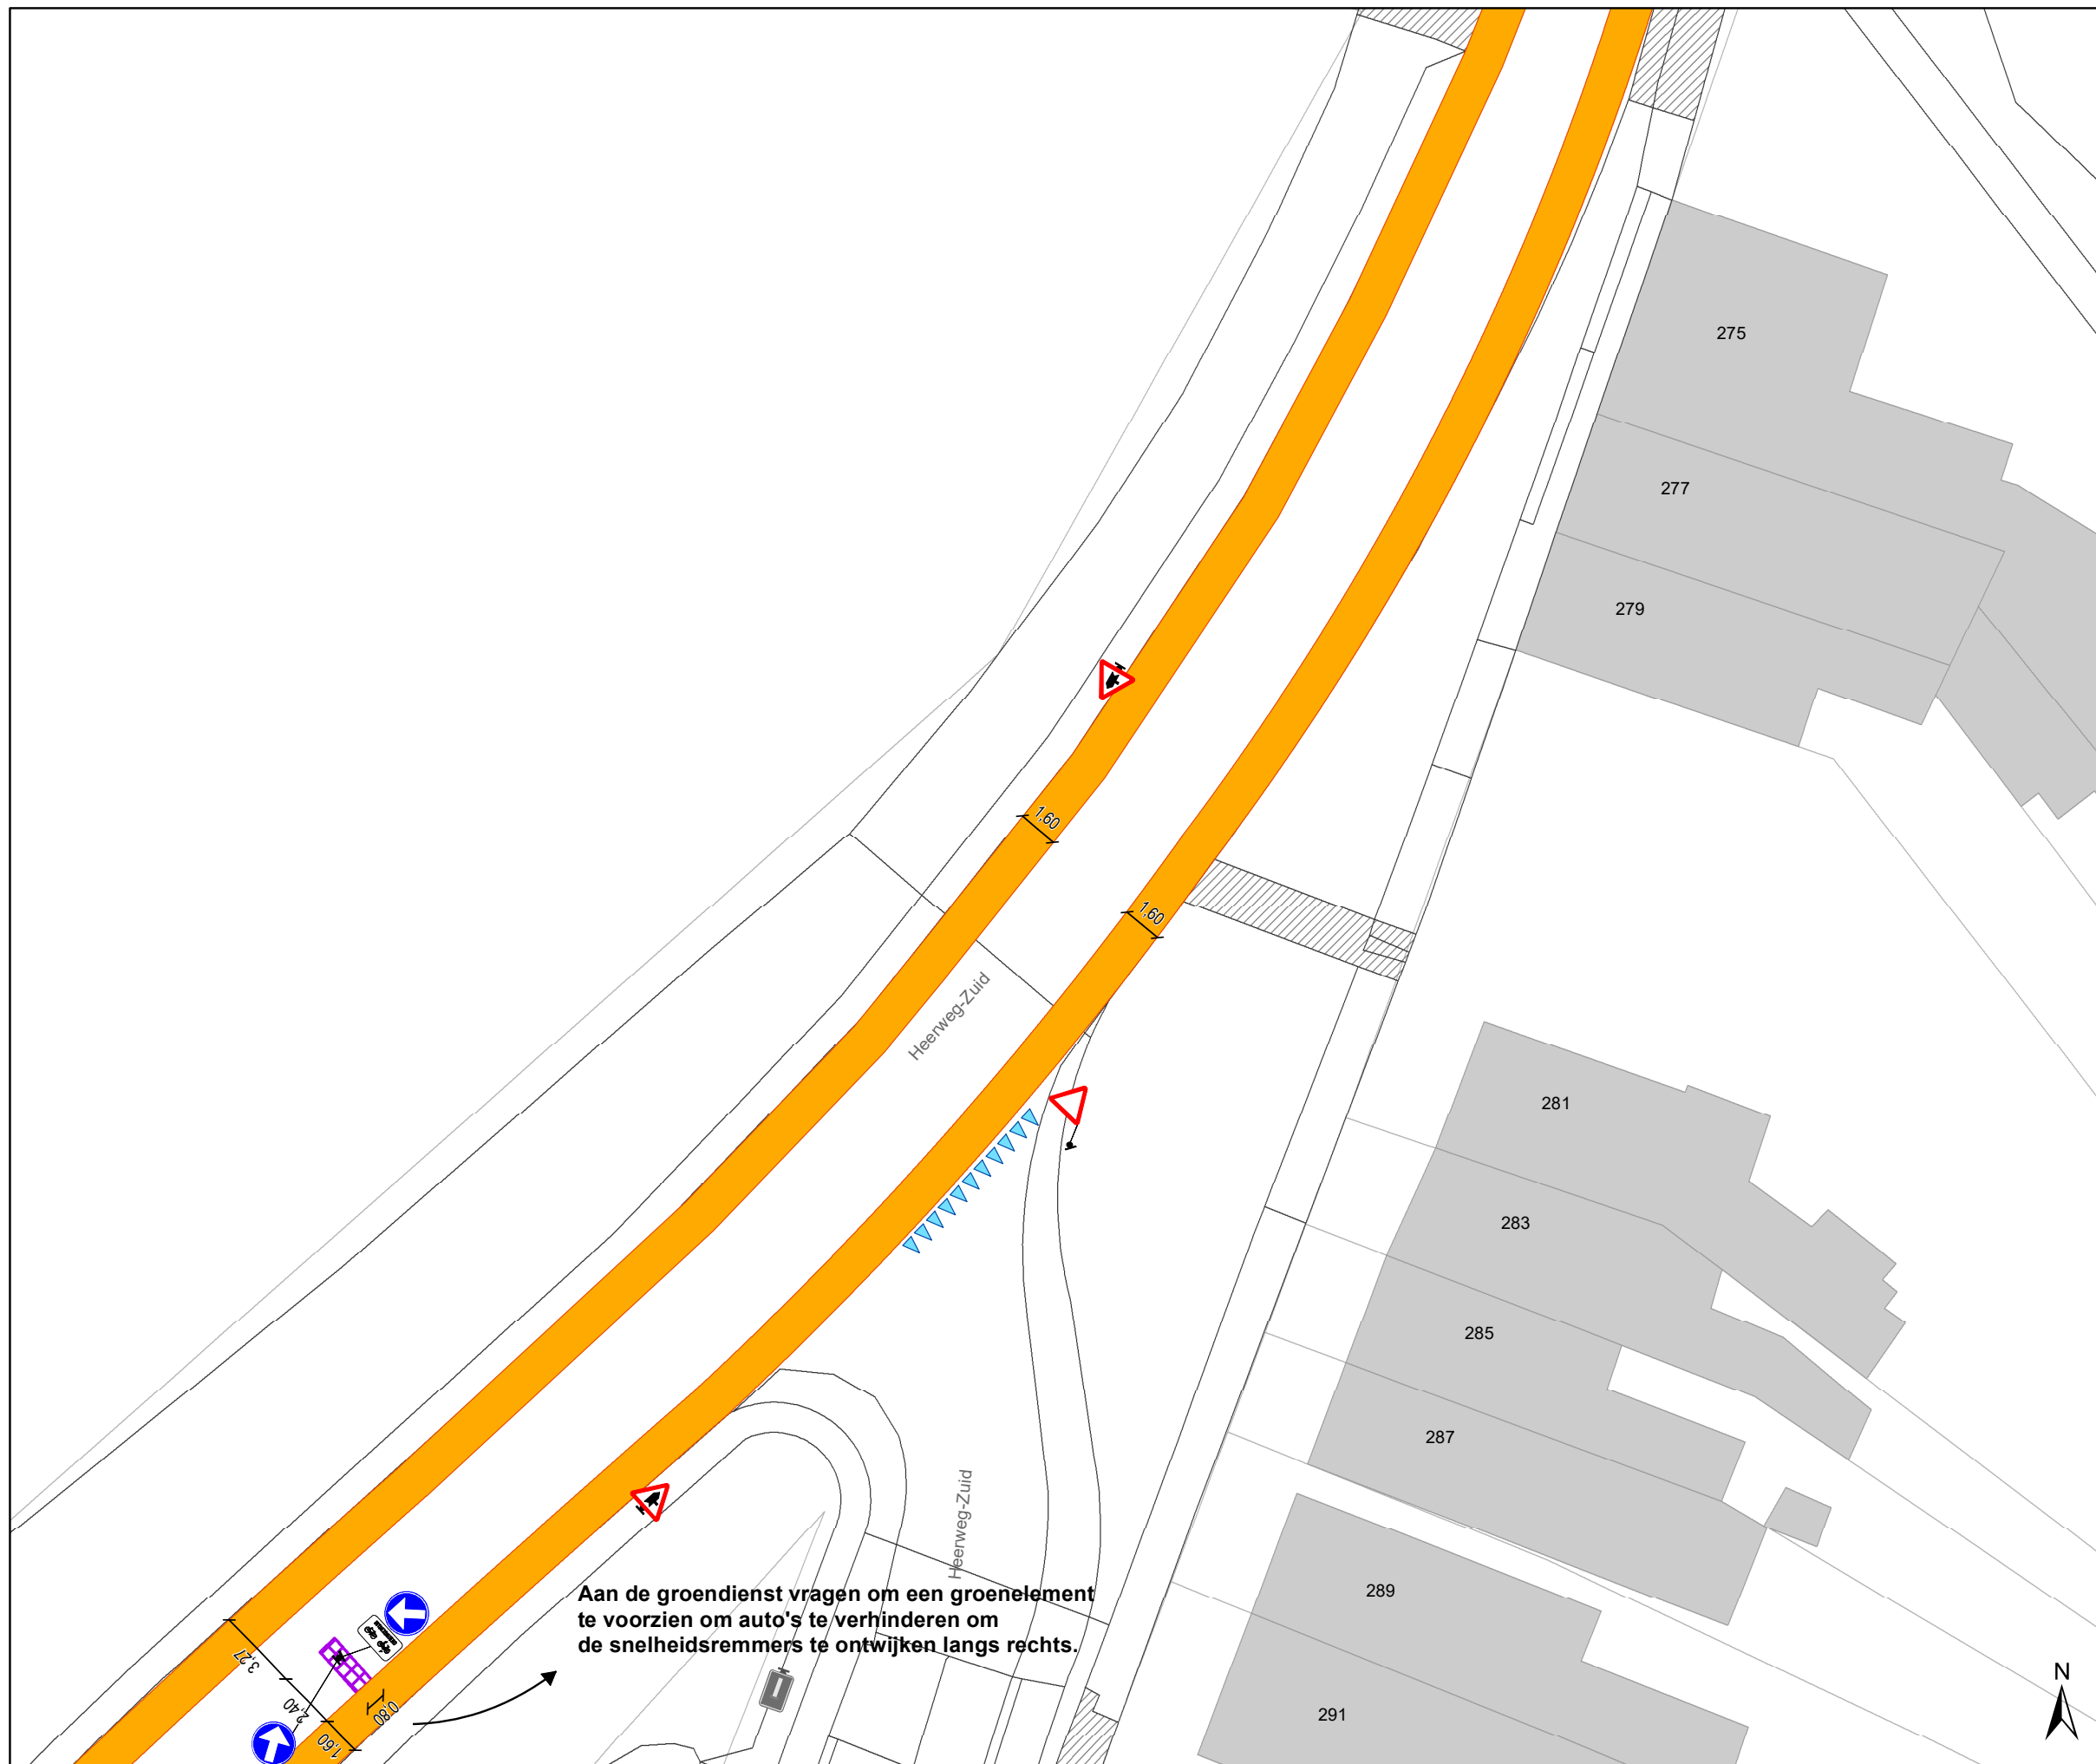 275
277
279
1,60
1,60
Heerweg-Zuid
281
283
285
287
Heerweg-Zuid
Aan de groendienst vragen om een groenelement
te voorzien om auto's te verhinderen om
de snelheidsremmers te ontwijken langs rechts.
289
291
3,27
2,40
0,80
1,60
N